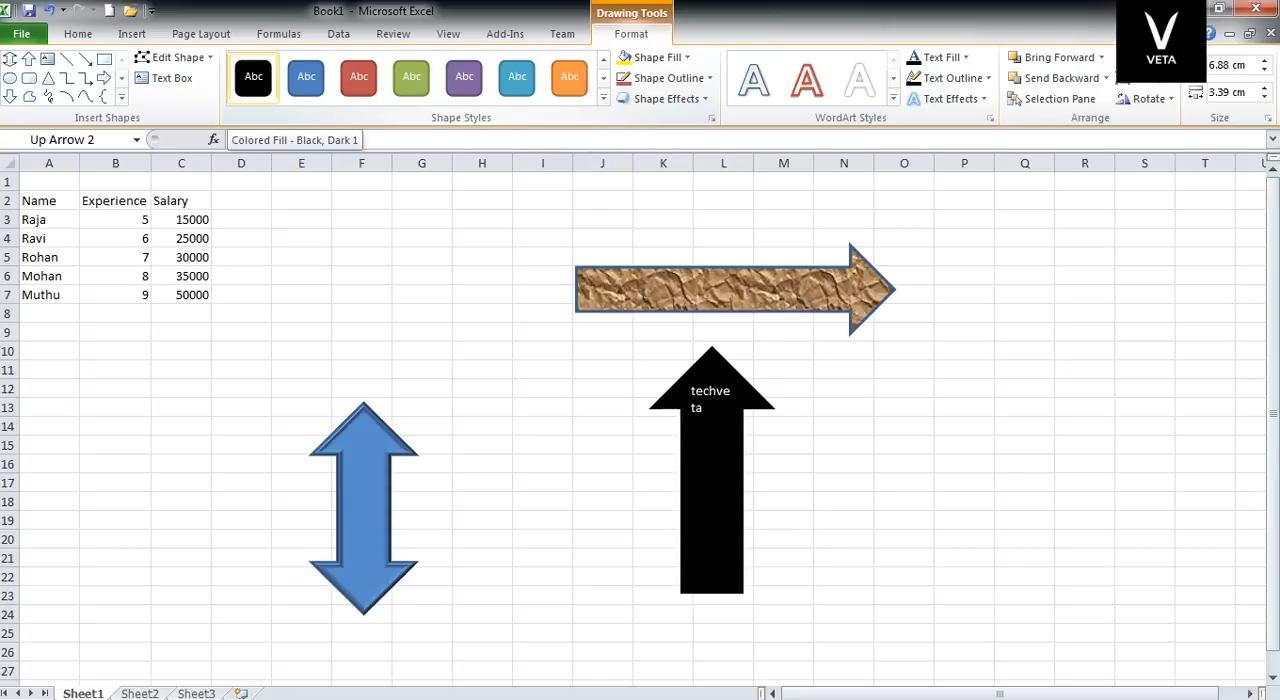 Book1 - Microsoft Excel
Drawing Tools
File Home Insert Page Layout Formulas Data Review View Add-Ins Team Format
V
VETA
Edit Shape
Text Box
Insert Shapes
Abc Abc Abc Abc Abc Abc Abc
Shape Fill
Shape Outline
Shape Effects
Shape Styles
A A A
WordArt Styles
Text Fill
Text Outline
Text Effects
Bring Forward
Send Backward
Selection Pane
Rotate
Arrange
6.88 cm
3.39 cm
Size
Up Arrow 2 fx Colored Fill - Black, Dark 1
A B C D E F G H I J K L M N O P Q R S T U
1
2 Name Experience Salary
3 Raja 5 15000
4 Ravi 6 25000
5 Rohan 7 30000
6 Mohan 8 35000
7 Muthu 9 50000
8
9
10
11
12
13
14
15
16
17
18
19
20
21
22
23
24
25
26
27
techve
ta
Sheet1 Sheet2 Sheet3